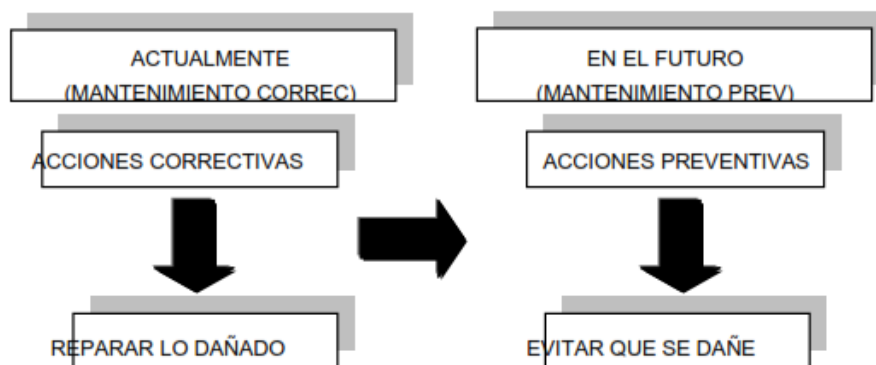 ACTUALMENTE
(MANTENIMIENTO CORREC)
ACCIONES CORRECTIVAS
REPARAR LO DAÑADO
EN EL FUTURO
(MANTENIMIENTO PREV)
ACCIONES PREVENTIVAS
EVITAR QUE SE DAÑE